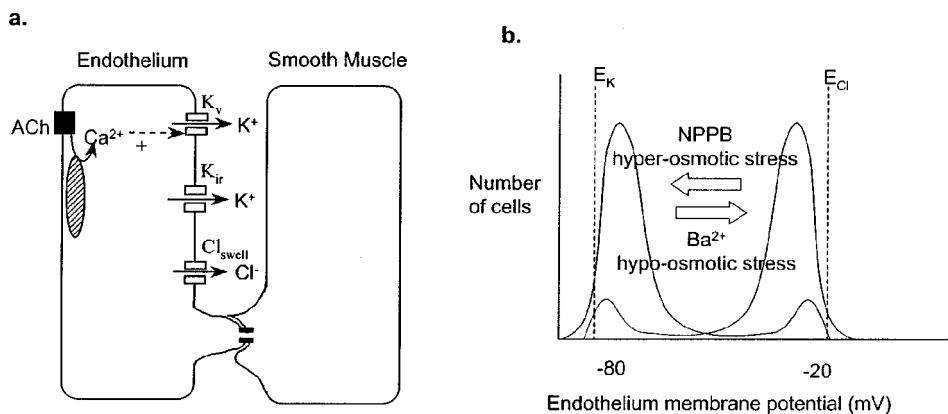 a.
Endothelium
Smooth Muscle
ACh
Ca²⁺
+
Kv
K⁺
Kir
K⁺
Clswell
Cl⁻
b.
EK
ECl
Number
of cells
NPPB
hyper-osmotic stress
Ba²⁺
hypo-osmotic stress
-80
-20
Endothelium membrane potential (mV)